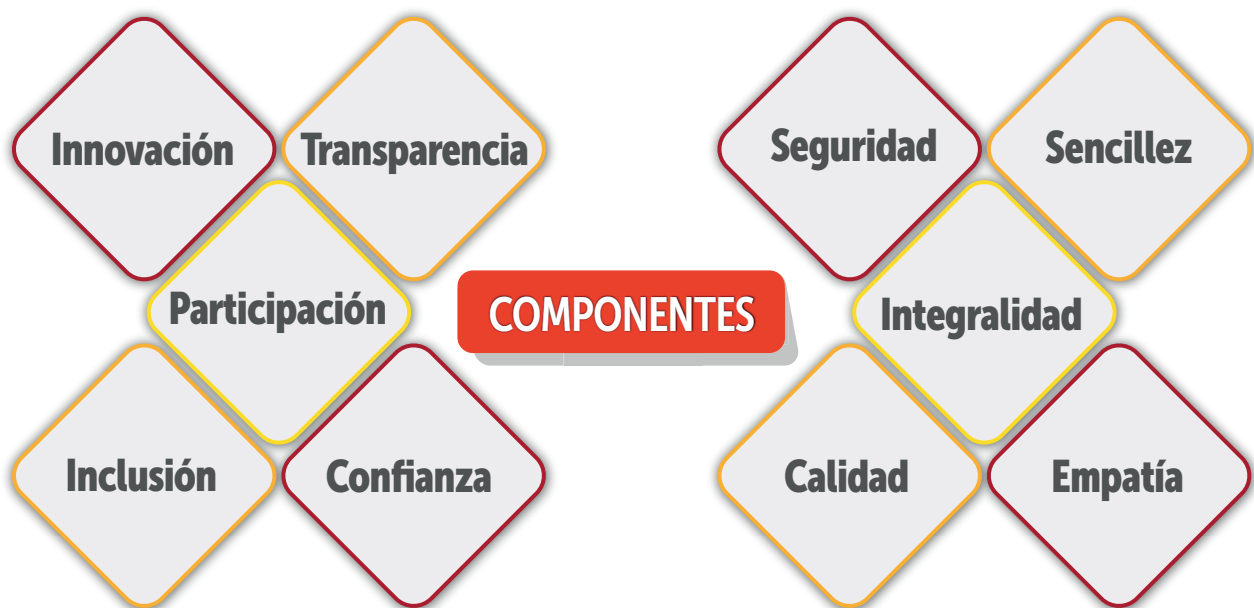 Innovación
Transparencia
Participación
Inclusión
Confianza
COMPONENTES
Seguridad
Sencillez
Integralidad
Calidad
Empatía